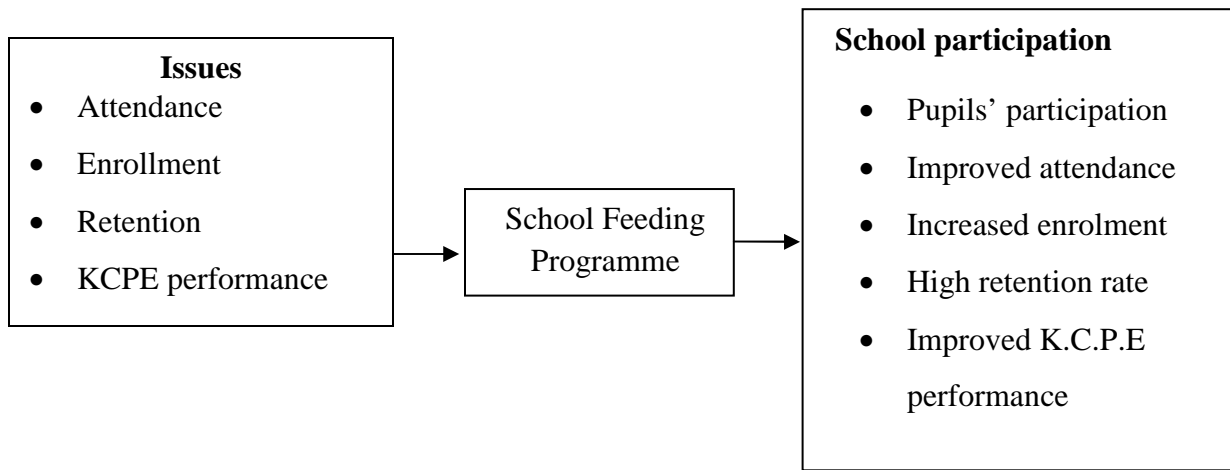 Issues
• Attendance
• Enrollment
• Retention
• KCPE performance
School Feeding
Programme
School participation
• Pupils’ participation
• Improved attendance
• Increased enrolment
• High retention rate
• Improved K.C.P.E
performance